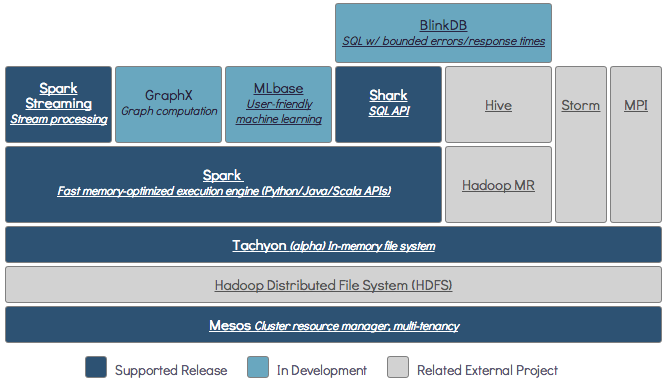 BlinkDB
SQL w/ bounded errors/response times
Spark
Streaming
Stream processing
GraphX
Graph computation
MLbase
User-friendly
machine learning
Shark
SQL API
Hive
Storm
MPI
Spark
Fast memory-optimized execution engine (Python/Java/Scala APIs)
Hadoop MR
Tachyon (alpha) In-memory file system
Hadoop Distributed File System (HDFS)
Mesos Cluster resource manager, multi-tenancy
Supported Release
In Development
Related External Project